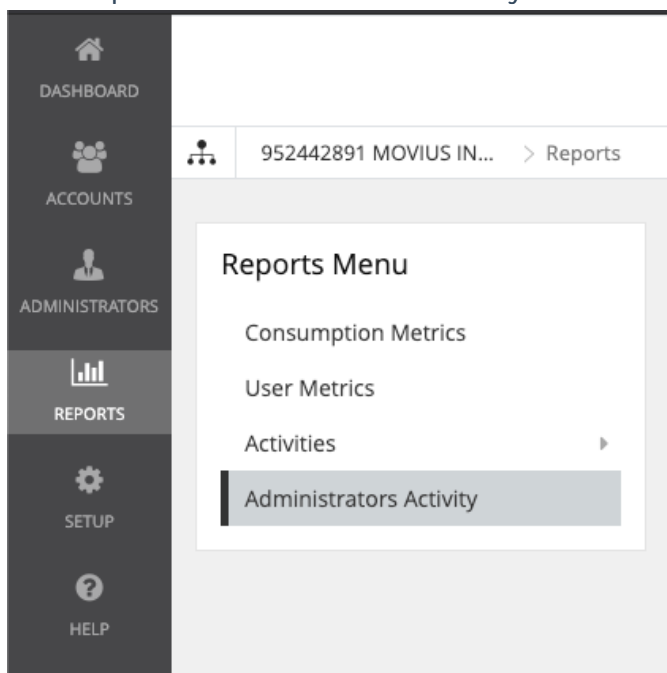 DASHBOARD
ACCOUNTS
ADMINISTRATORS
REPORTS
SETUP
HELP
952442891 MOVIUS IN... > Reports
Reports Menu
Consumption Metrics
User Metrics
Activities
Administrators Activity